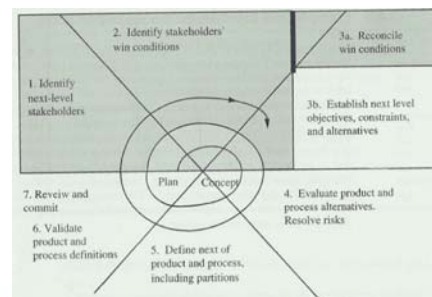 2. Identify stakeholders'
win conditions
3a. Reconcile
win conditions
1. Identify
next-level
stakeholders
3b. Establish next level
objectives, constraints,
and alternatives
Plan
Concept
7. Reveiw and
commit
4. Evaluate product and
process alternatives.
Resolve risks
6. Validate
product and
process definitions
5. Define next of
product and process,
including partitions